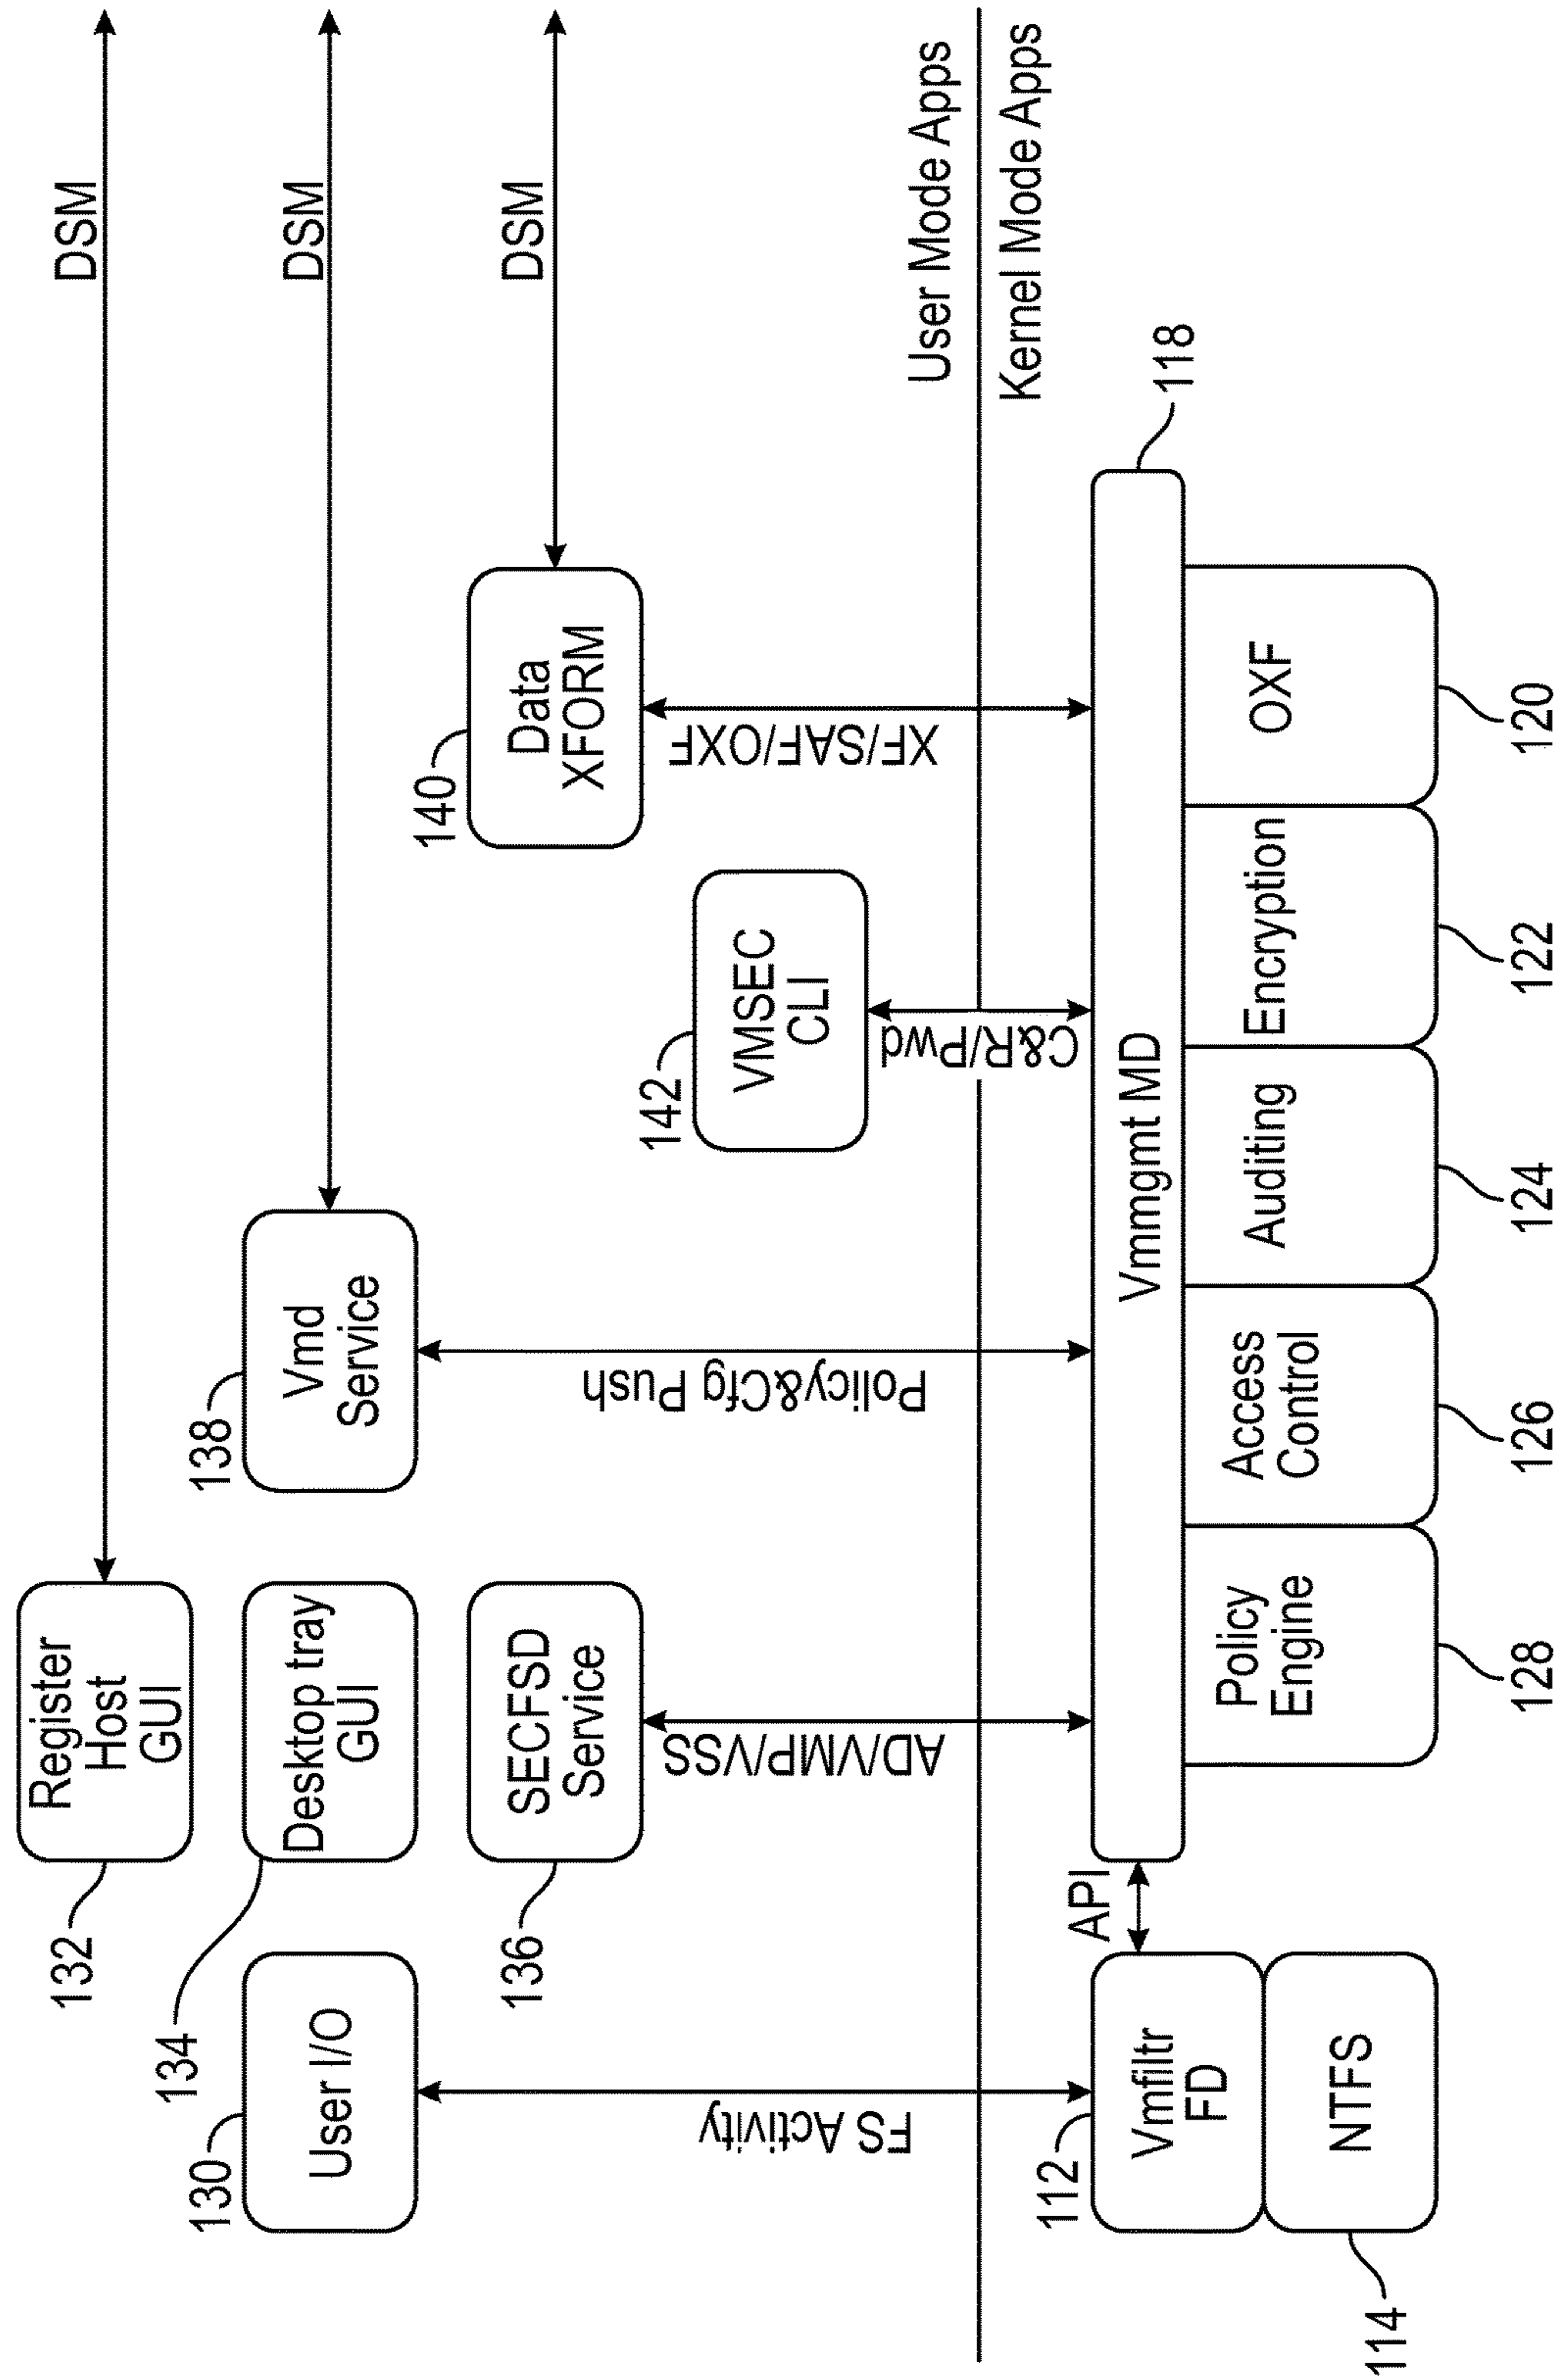 132
Register
Host
GUI
DSM
130
User I/O
134
Desktop tray
GUI
138
Vmd
Service
DSM
136
SECFSD
Service
140
Data
XFORM
DSM
142
VMSEC
CLI
FS Activity
AD/VMP/VSS
Policy&Cfg Push
C&R/Pwd
XF/SAF/OXF
User Mode Apps
Kernel Mode Apps
112
Vmfiltr
FD
API
Vmmgmt MD
118
NTFS
114
Policy
Engine
128
Access
Control
126
Auditing
124
Encryption
122
OXF
120